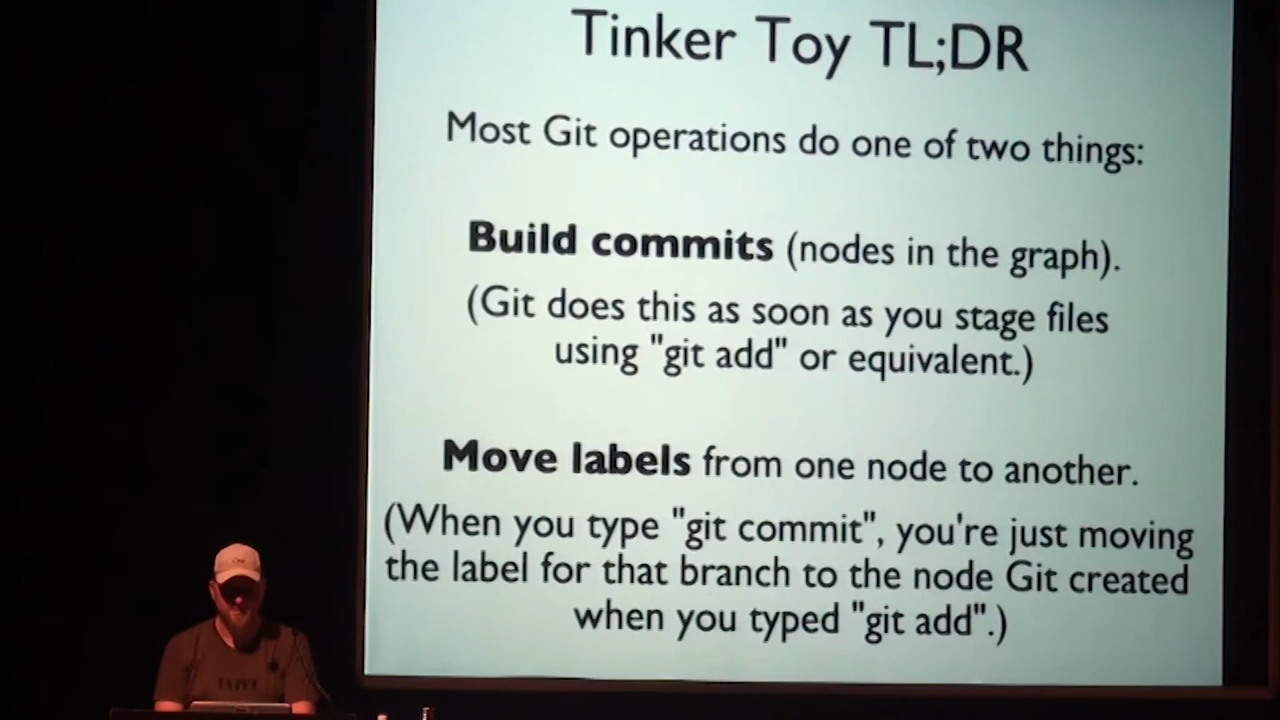 Tinker Toy TL;DR
Most Git operations do one of two things:
Build commits (nodes in the graph).
(Git does this as soon as you stage files
using "git add" or equivalent.)
Move labels from one node to another.
(When you type "git commit", you're just moving
the label for that branch to the node Git created
when you typed "git add".)